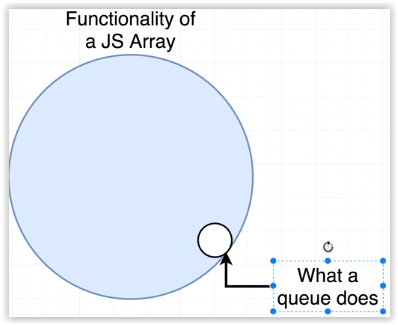 Functionality of
a JS Array
What a
queue does